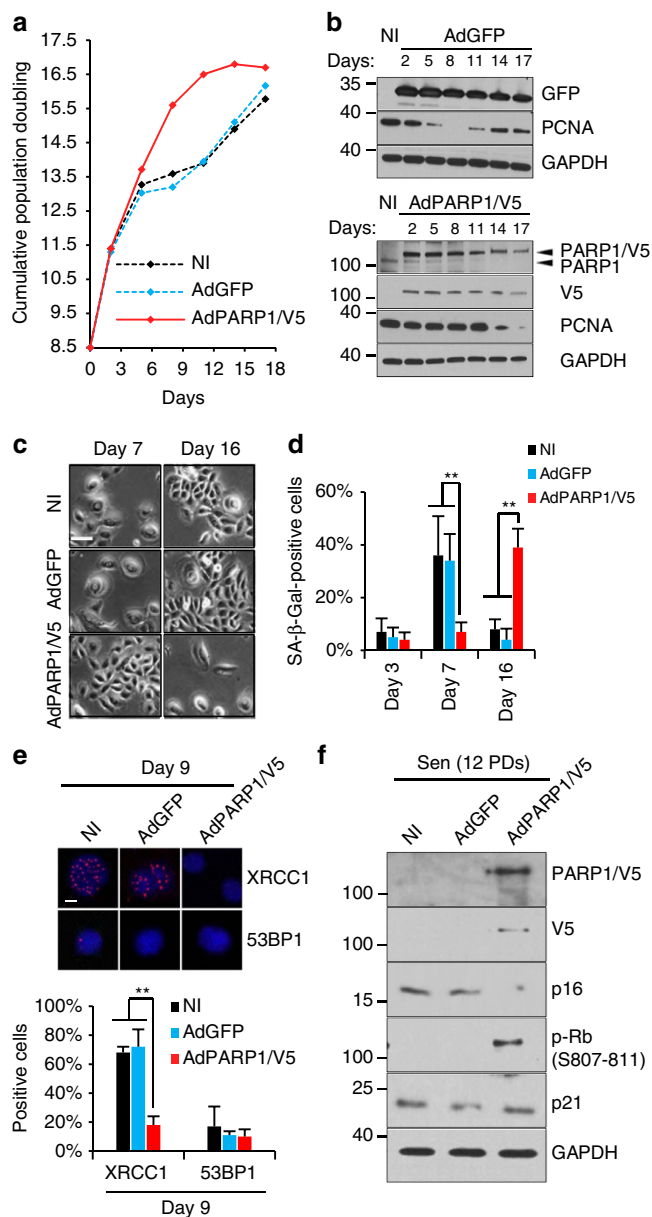 a
17.5
16.5
15.5
14.5
13.5
12.5
11.5
10.5
9.5
8.5
Cumulative population doubling
NI
AdGFP
AdPARP1/V5
0 3 6 9 12 15 18
Days
b
NI AdGFP
Days: 2 5 8 11 14 17
35
GFP
40
PCNA
40
GAPDH
AdPARP1/V5
NI
Days: 2 5 8 11 14 17
PARP1/V5
100
PARP1
100
V5
40
PCNA
40
GAPDH
c
Day 7 Day 16
NI
AdGFP
AdPARP1/V5
d
NI
AdGFP
AdPARP1/V5
60%
40%
20%
0%
SA-β-Gal-positive cells
**
**
Day 3
Day 7
Day 16
e
Day 9
NI
AdGFP
AdPARP1/V5
XRCC1
53BP1
100%
80%
60%
40%
20%
0%
Positive cells
**
NI
AdGFP
AdPARP1/V5
XRCC1 53BP1
Day 9
f
Sen (12 PDs)
NI
AdGFP
AdPARP1/V5
PARP1/V5
100
V5
100
p16
15
p-Rb
(S807-811)
100
25
p21
40
GAPDH